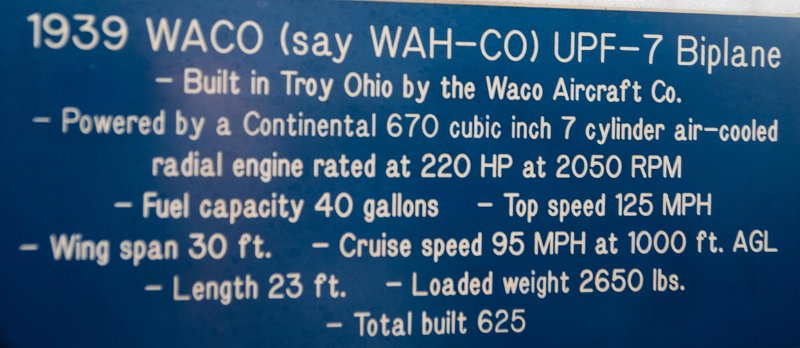 1939 WACO (say WAH-CO) UPF-7 Biplane
- Built in Troy Ohio by the Waco Aircraft Co.
- Powered by a Continental 670 cubic inch 7 cylinder air-cooled
radial engine rated at 220 HP at 2050 RPM
- Fuel capacity 40 gallons - Top speed 125 MPH
- Wing span 30 ft. - Cruise speed 95 MPH at 1000 ft. AGL
- Length 23 ft. - Loaded weight 2650 lbs.
- Total built 625